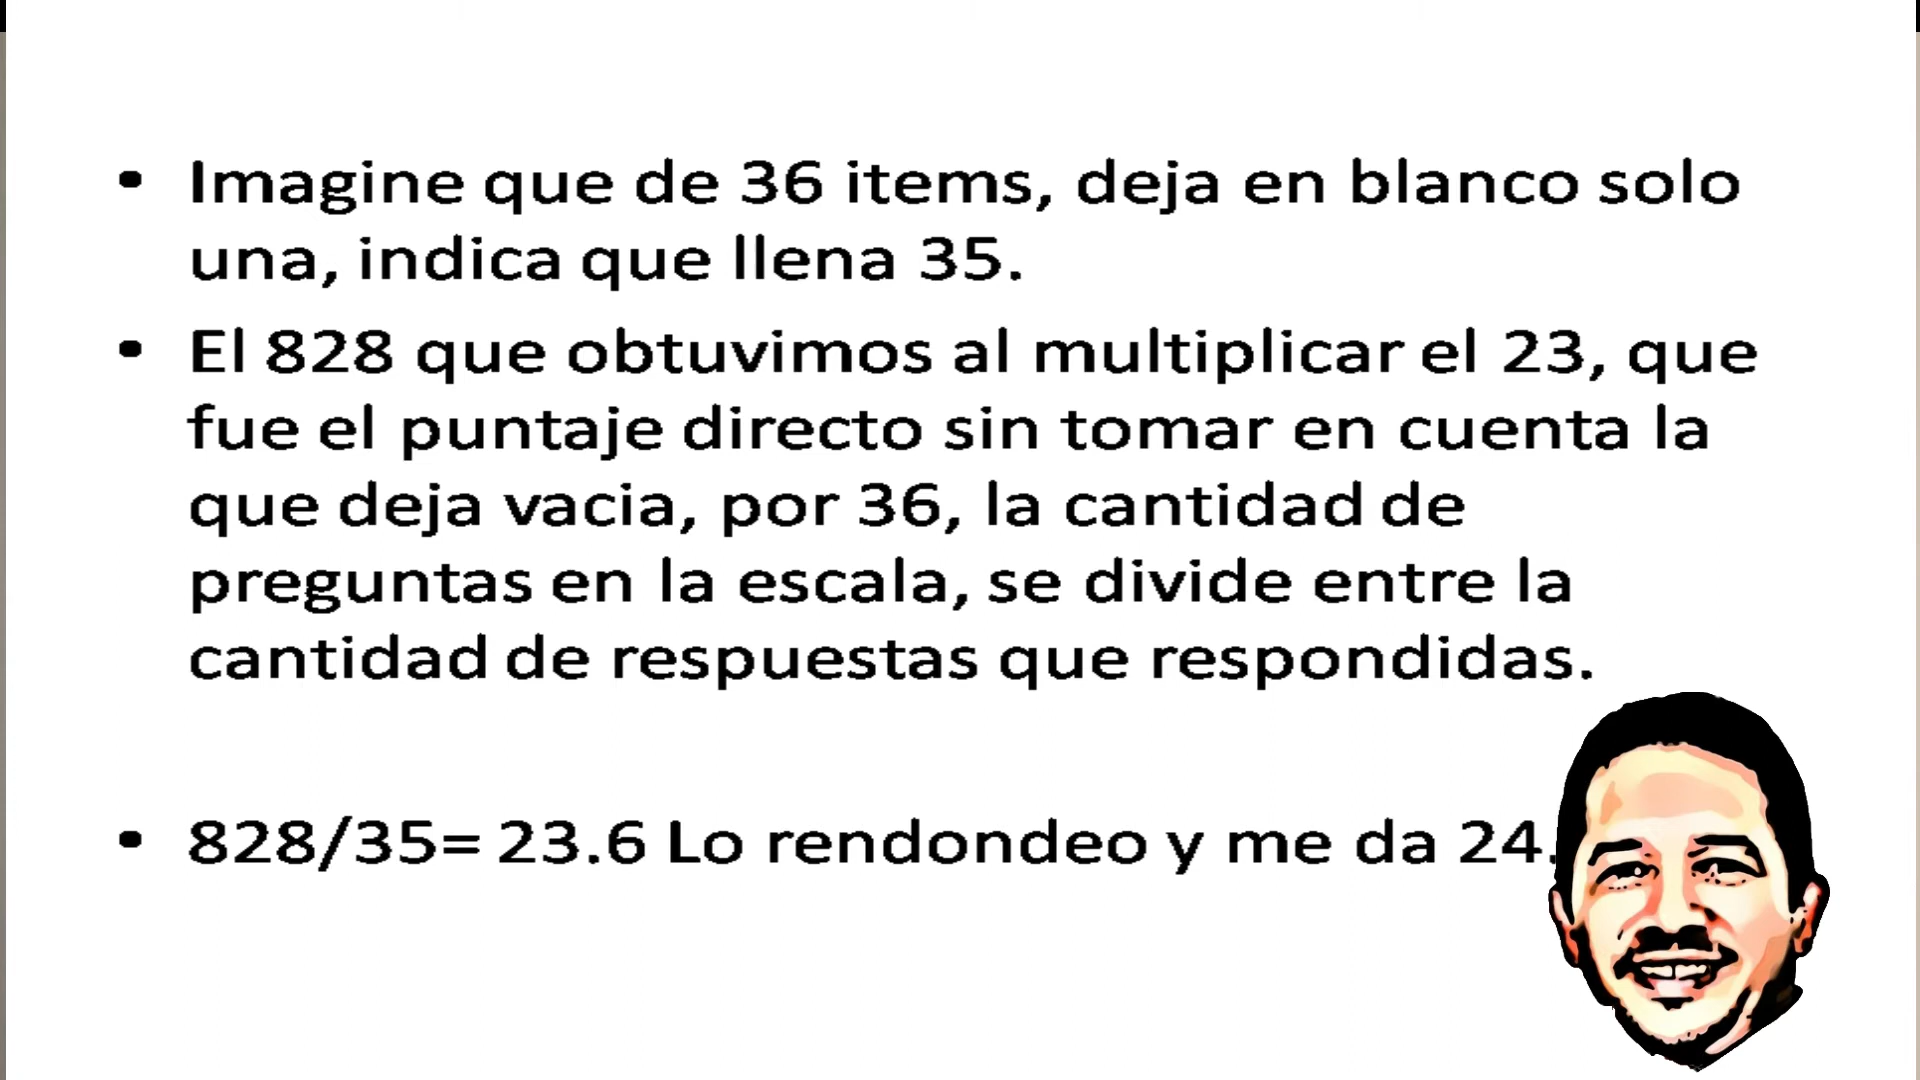 • Imagine que de 36 items, deja en blanco solo
una, indica que llena 35.
• El 828 que obtuvimos al multiplicar el 23, que
fue el puntaje directo sin tomar en cuenta la
que deja vacia, por 36, la cantidad de
preguntas en la escala, se divide entre la
cantidad de respuestas que respondidas.
• 828/35= 23.6 Lo rendondeo y me da 24.